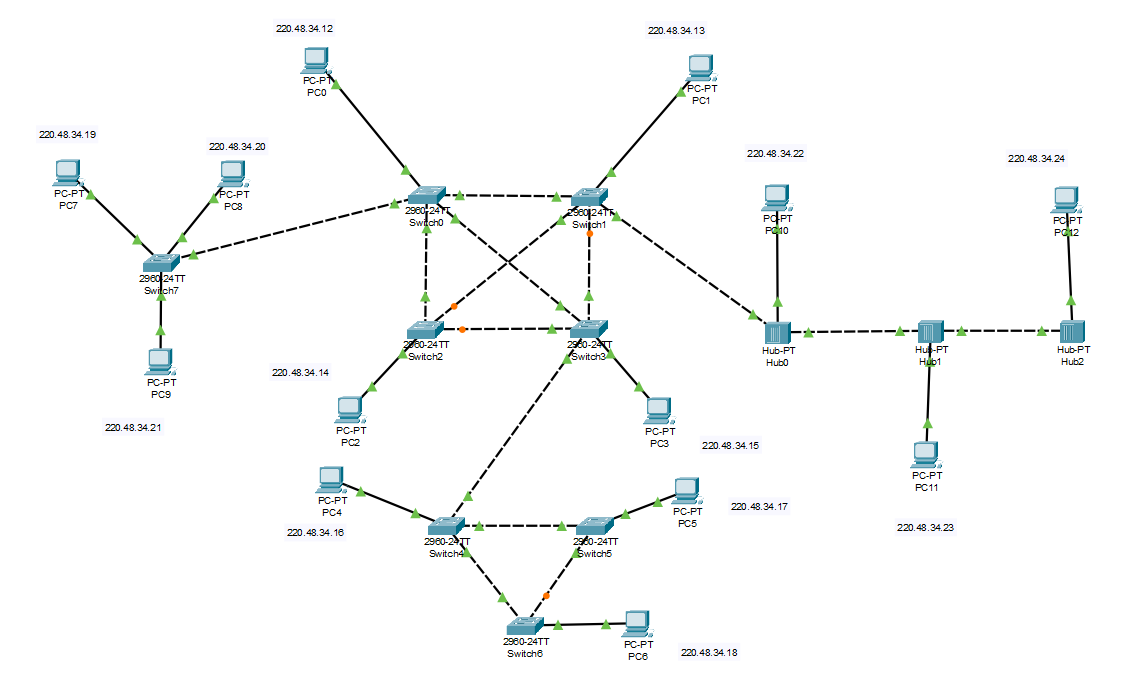 220.48.34.12
220.48.34.13
PC-PT
PC0
PC-PT
PC1
220.48.34.19
220.48.34.20
220.48.34.22
220.48.34.24
PC-PT
PC7
PC-PT
PC8
PC-PT
PC10
PC-PT
PC12
2960-24TT
Switch0
2960-24TT
Switch1
2960-24TT
Switch7
2960-24TT
Switch2
2960-24TT
Switch3
Hub-PT
Hub0
Hub-PT
Hub1
Hub-PT
Hub2
PC-PT
PC9
220.48.34.14
220.48.34.21
PC-PT
PC2
PC-PT
PC3
220.48.34.15
PC-PT
PC11
PC-PT
PC4
PC-PT
PC5
220.48.34.17
220.48.34.16
220.48.34.23
2960-24TT
Switch4
2960-24TT
Switch5
2960-24TT
Switch6
PC-PT
PC6
220.48.34.18